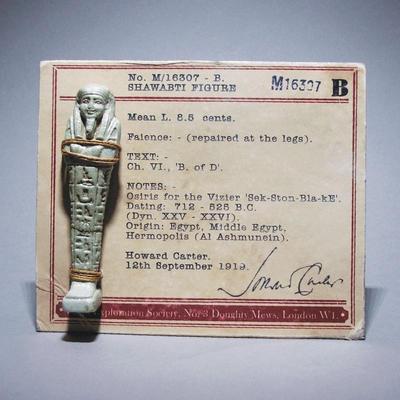 No. M/16307 - B.
SHAWABTI FIGURE
M16307 B
Mean L. 8.5 cents.
Faience: - (repaired at the legs).
TEXT: -
Ch. VI., 'B. of D'.
NOTES: -
Osiris for the Vizier 'Sek-Ston-Bla-kE'.
Dating: 712 - 525 B.C.
(Dyn. XXV - XXVI).
Origin: Egypt, Middle Egypt,
Hermopolis (Al Ashmunein).
Howard Carter.
12th September 1919.
Howard Carter
Exploration Society, No. 3 Doughty Mews, London W1.